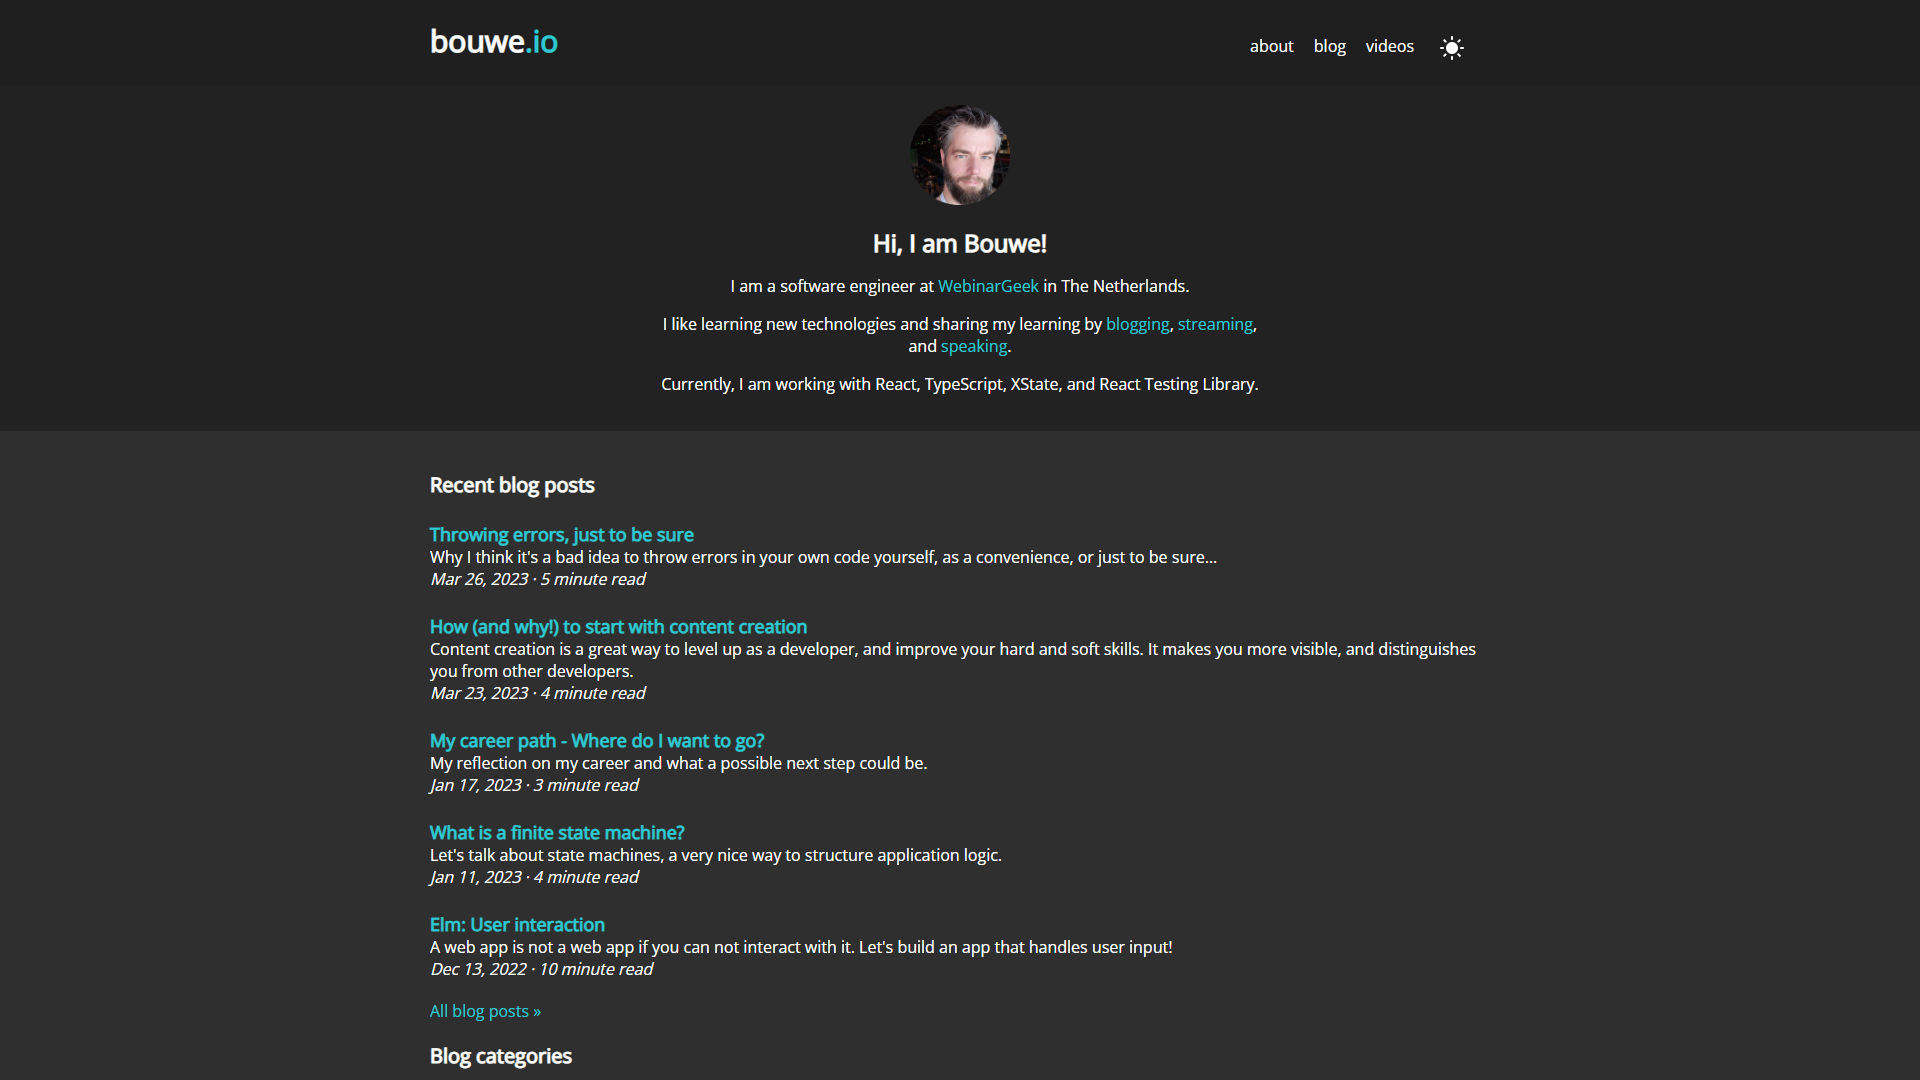 bouwe.io
about blog videos
Hi, I am Bouwe!
I am a software engineer at WebinarGeek in The Netherlands.
I like learning new technologies and sharing my learning by blogging, streaming,
and speaking.
Currently, I am working with React, TypeScript, XState, and React Testing Library.
Recent blog posts
Throwing errors, just to be sure
Why I think it's a bad idea to throw errors in your own code yourself, as a convenience, or just to be sure...
Mar 26, 2023 · 5 minute read
How (and why!) to start with content creation
Content creation is a great way to level up as a developer, and improve your hard and soft skills. It makes you more visible, and distinguishes
you from other developers.
Mar 23, 2023 · 4 minute read
My career path - Where do I want to go?
My reflection on my career and what a possible next step could be.
Jan 17, 2023 · 3 minute read
What is a finite state machine?
Let's talk about state machines, a very nice way to structure application logic.
Jan 11, 2023 · 4 minute read
Elm: User interaction
A web app is not a web app if you can not interact with it. Let's build an app that handles user input!
Dec 13, 2022 · 10 minute read
All blog posts »
Blog categories